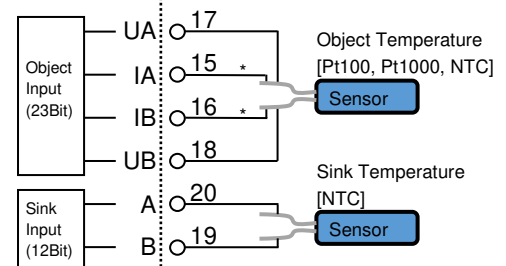 UA 17
Object Temperature
[Pt100, Pt1000, NTC]
Object
Input
(23Bit)
IA 15 *
Sensor
IB 16 *
UB 18
Sink Temperature
[NTC]
A 20
Sink
Input
(12Bit)
Sensor
B 19